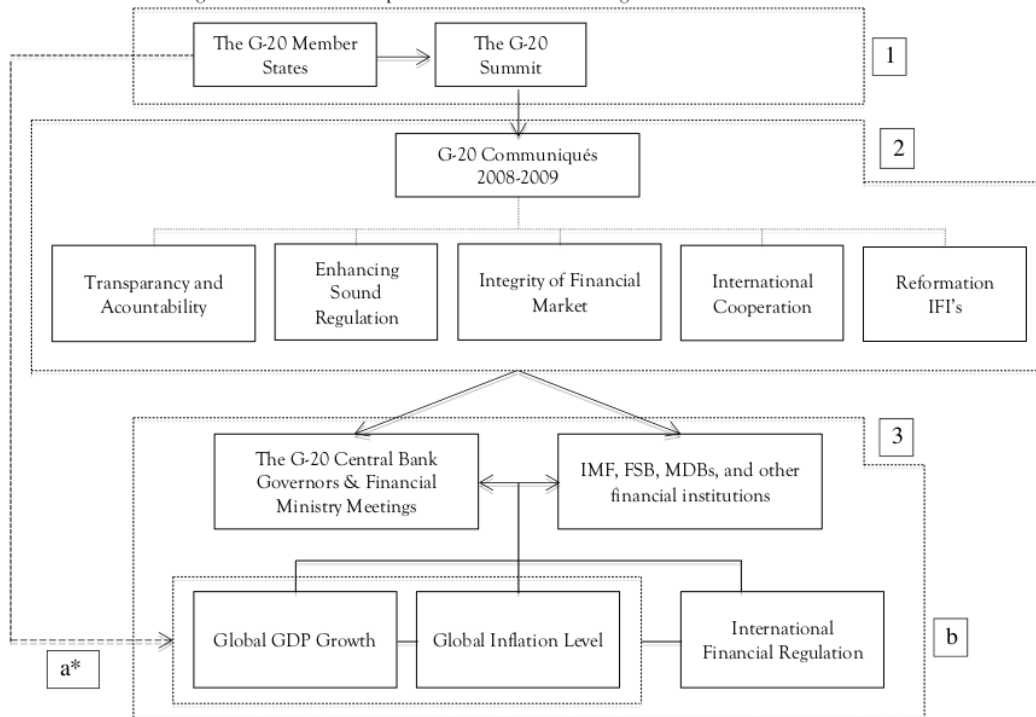 The G-20 Member
States
The G-20
Summit
1
G-20 Communiqués
2008-2009
2
Transparancy and
Acountability
Enhancing
Sound
Regulation
Integrity of Financial
Market
International
Cooperation
Reformation
IFI's
3
The G-20 Central Bank
Governors & Financial
Ministry Meetings
IMF, FSB, MDBs, and other
financial institutions
Global GDP Growth
Global Inflation Level
International
Financial Regulation
b
a*